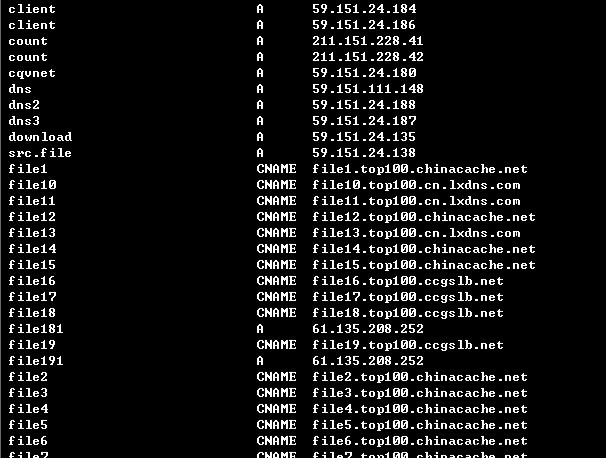 client A 59.151.24.184
client A 59.151.24.186
count A 211.151.228.41
count A 211.151.228.42
cqvnet A 59.151.24.180
dns A 59.151.111.148
dns2 A 59.151.24.188
dns3 A 59.151.24.187
download A 59.151.24.135
src.file A 59.151.24.138
file1 CNAME file1.top100.chinacache.net
file10 CNAME file10.top100.cn.lxdns.com
file11 CNAME file11.top100.cn.lxdns.com
file12 CNAME file12.top100.chinacache.net
file13 CNAME file13.top100.cn.lxdns.com
file14 CNAME file14.top100.chinacache.net
file15 CNAME file15.top100.chinacache.net
file16 CNAME file16.top100.ccgslb.net
file17 CNAME file17.top100.ccgslb.net
file18 CNAME file18.top100.ccgslb.net
file181 A 61.135.208.252
file19 CNAME file19.top100.ccgslb.net
file191 A 61.135.208.252
file2 CNAME file2.top100.chinacache.net
file3 CNAME file3.top100.chinacache.net
file4 CNAME file4.top100.chinacache.net
file5 CNAME file5.top100.chinacache.net
file6 CNAME file6.top100.chinacache.net
file7 CNAME file7.top100.chinacache.net